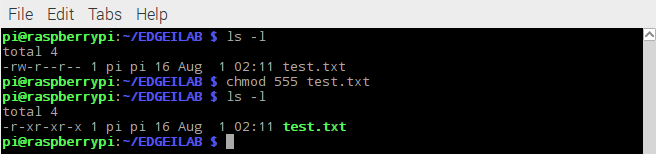 File Edit Tabs Help
pi@raspberrypi:~/EDGEILAB $ ls -l
total 4
-rw-r--r-- 1 pi pi 16 Aug  1 02:11 test.txt
pi@raspberrypi:~/EDGEILAB $ chmod 555 test.txt
pi@raspberrypi:~/EDGEILAB $ ls -l
total 4
-r-xr-xr-x 1 pi pi 16 Aug  1 02:11 test.txt
pi@raspberrypi:~/EDGEILAB $